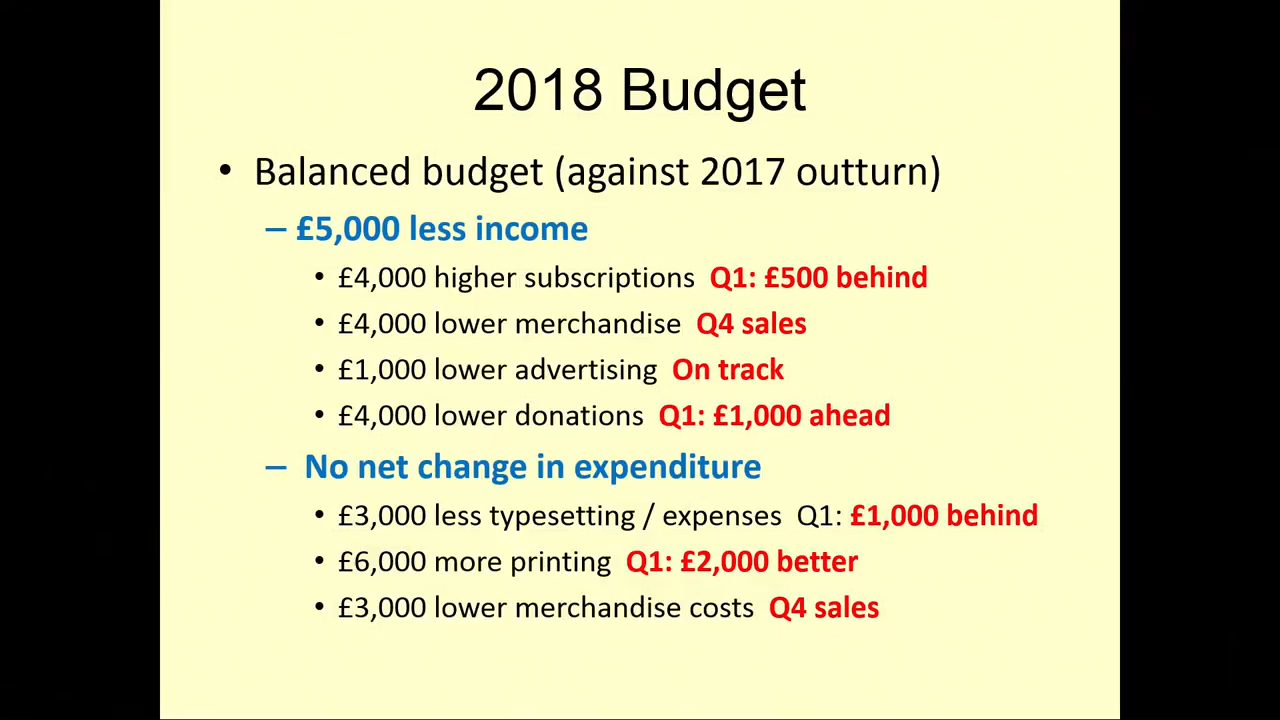 2018 Budget
• Balanced budget (against 2017 outturn)
– £5,000 less income
• £4,000 higher subscriptions Q1: £500 behind
• £4,000 lower merchandise Q4 sales
• £1,000 lower advertising On track
• £4,000 lower donations Q1: £1,000 ahead
– No net change in expenditure
• £3,000 less typesetting / expenses Q1: £1,000 behind
• £6,000 more printing Q1: £2,000 better
• £3,000 lower merchandise costs Q4 sales